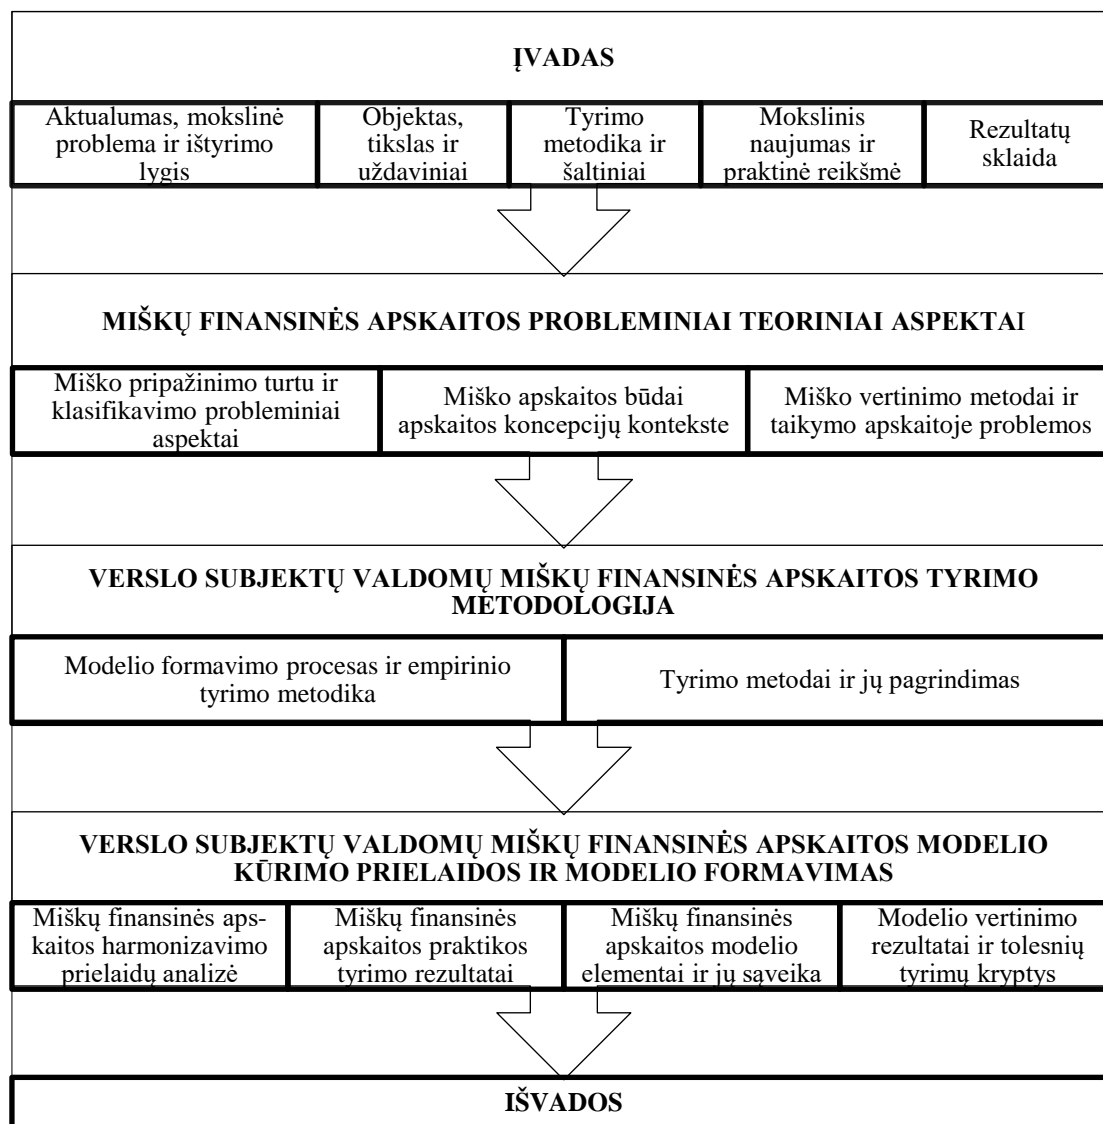 ĮVADAS
Aktualumas, mokslinė
problema ir ištyrimo
lygis
Objektas,
tikslas ir
uždaviniai
Tyrimo
metodika ir
šaltiniai
Mokslinis
naujumas ir
praktinė reikšmė
Rezultatų
sklaida
MIŠKŲ FINANSINĖS APSKAITOS PROBLEMINIAI TEORINIAI ASPEKTAI
Miško pripažinimo turtu ir
klasifikavimo probleminiai
aspektai
Miško apskaitos būdai
apskaitos koncepcijų kontekste
Miško vertinimo metodai ir
taikymo apskaitoje problemos
VERSLO SUBJEKTŲ VALDOMŲ MIŠKŲ FINANSINĖS APSKAITOS TYRIMO
METODOLOGIJA
Modelio formavimo procesas ir empirinio
tyrimo metodika
Tyrimo metodai ir jų pagrindimas
VERSLO SUBJEKTŲ VALDOMŲ MIŠKŲ FINANSINĖS APSKAITOS MODELIO
KŪRIMO PRIELAIDOS IR MODELIO FORMAVIMAS
Miškų finansinės aps-
kaitos harmonizavimo
prielaidų analizė
Miškų finansinės
apskaitos praktikos
tyrimo rezultatai
Miškų finansinės
apskaitos modelio
elementai ir jų sąveika
Modelio vertinimo
rezultatai ir tolesnių
tyrimų kryptys
IŠVADOS